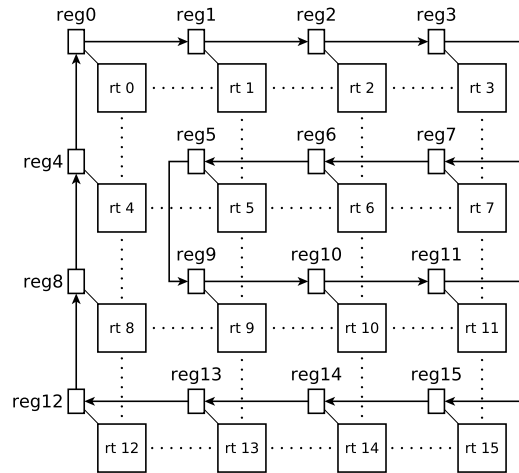 reg0 reg1 reg2 reg3
rt 0 rt 1 rt 2 rt 3
reg4 reg5 reg6 reg7
rt 4 rt 5 rt 6 rt 7
reg8 reg9 reg10 reg11
rt 8 rt 9 rt 10 rt 11
reg12 reg13 reg14 reg15
rt 12 rt 13 rt 14 rt 15